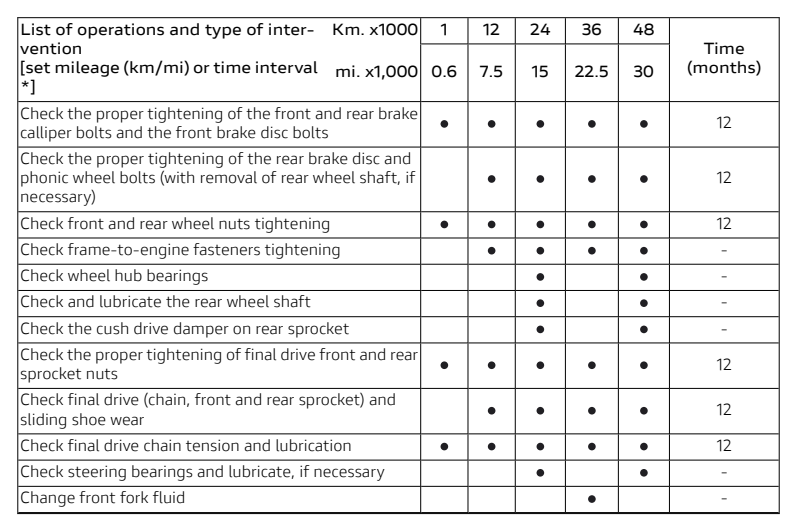 List of operations and type of inter- Km. x1000 1 12 24 36 48 Time
vention (months)
[set mileage (km/mi) or time interval mi. x1,000 0.6 7.5 15 22.5 30
*]
Check the proper tightening of the front and rear brake
calliper bolts and the front brake disc bolts ● ● ● ● ● 12
Check the proper tightening of the rear brake disc and
phonic wheel bolts (with removal of rear wheel shaft, if ● ● ● ● 12
necessary)
Check front and rear wheel nuts tightening ● ● ● ● ● 12
Check frame-to-engine fasteners tightening ● ● ● ● -
Check wheel hub bearings ● ● -
Check and lubricate the rear wheel shaft ● ● -
Check the cush drive damper on rear sprocket ● ● -
Check the proper tightening of final drive front and rear
sprocket nuts ● ● ● ● ● 12
Check final drive (chain, front and rear sprocket) and
sliding shoe wear ● ● ● ● 12
Check final drive chain tension and lubrication ● ● ● ● ● 12
Check steering bearings and lubricate, if necessary ● ● -
Change front fork fluid ● -